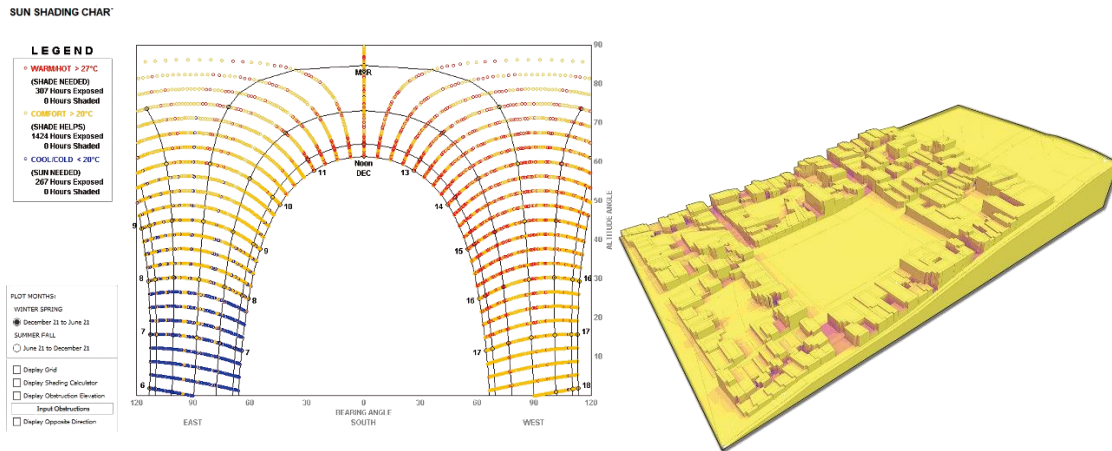 SUN SHADING CHAR
LEGEND
WARM/HOT > 27°C
(SHADE NEEDED)
307 Hours Exposed
0 Hours Shaded
COMFORT > 20°C
(SHADE HELPS)
1424 Hours Exposed
0 Hours Shaded
COOL/COLD < 20°C
(SUN NEEDED)
267 Hours Exposed
0 Hours Shaded
PLOT MONTHS:
WINTER SPRING
December 21 to June 21
SUMMER FALL
June 21 to December 21
Display Grid
Display Shading Calculator
Display Obstruction Elevation
Input Obstructions
Display Opposite Direction
Noon
DEC
11
13
10
14
9
9
15
8
8
16
16
7
7
17
17
6
18
90
80
70
60
50
40
30
20
10
ALTITUDE ANGLE
120
90
60
30
0
30
60
90
120
BEARING ANGLE
EAST
SOUTH
WEST